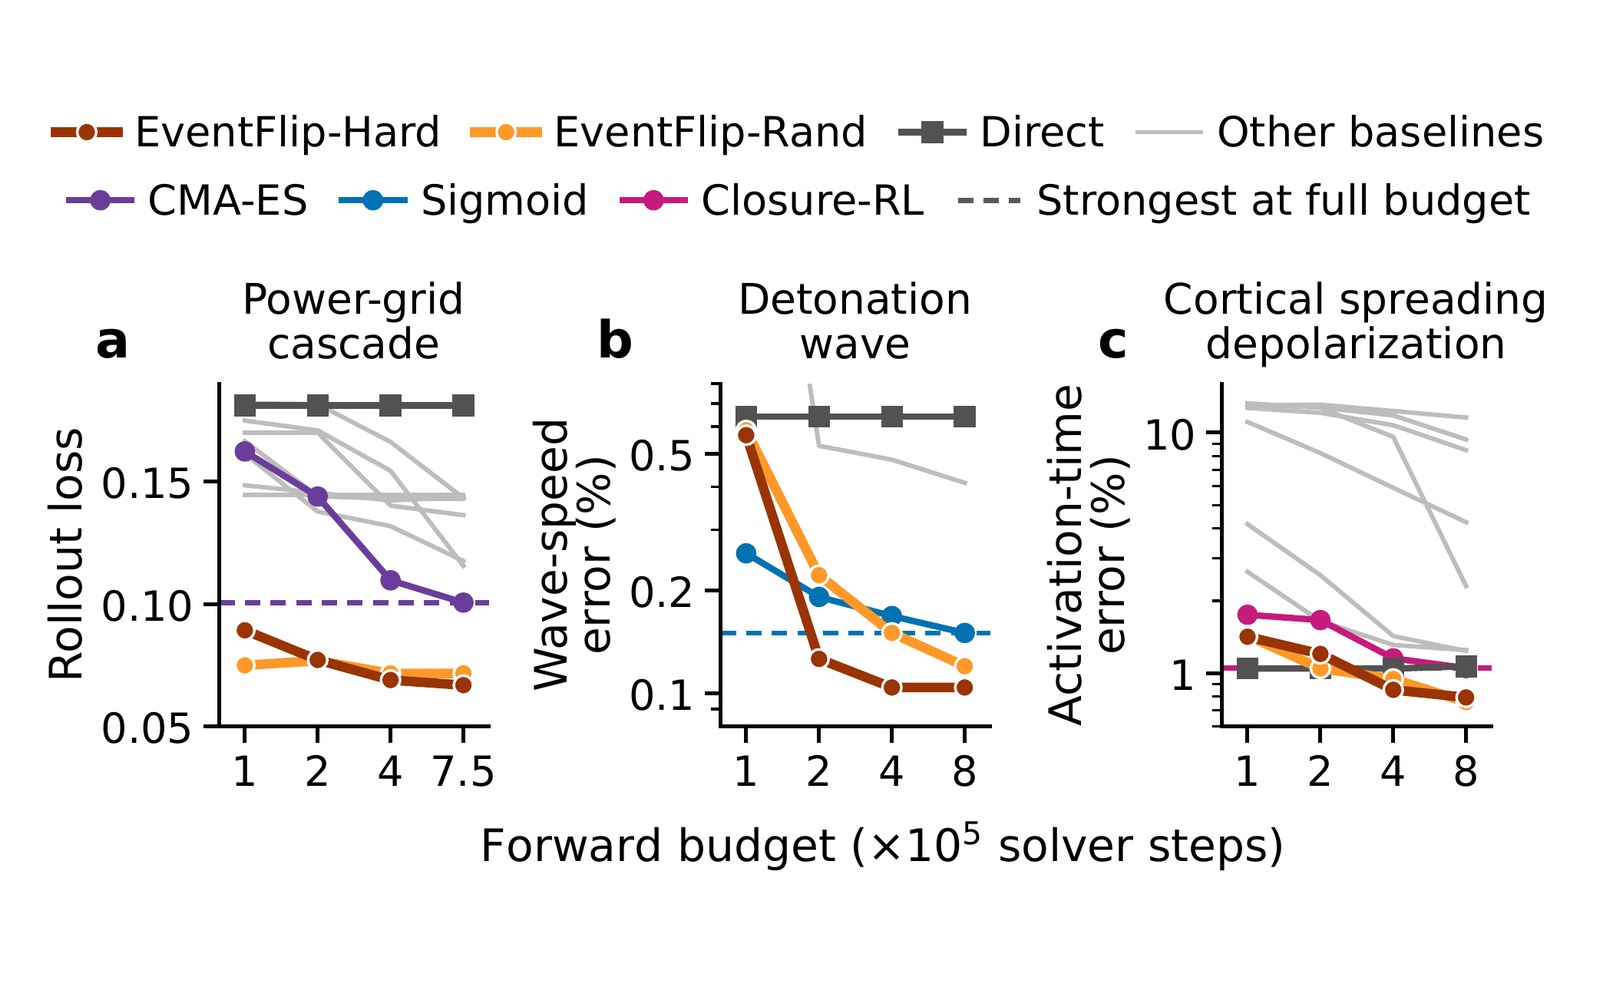 EventFlip-Hard EventFlip-Rand Direct Other baselines
CMA-ES Sigmoid Closure-RL Strongest at full budget
a
Power-grid
cascade
Rollout loss
0.15
0.10
0.05
1 2 4 7.5
b
Detonation
wave
Wave-speed
error (%)
0.5
0.2
0.1
1 2 4 8
c
Cortical spreading
depolarization
Activation-time
error (%)
10
1
1 2 4 8
Forward budget (×10⁵ solver steps)